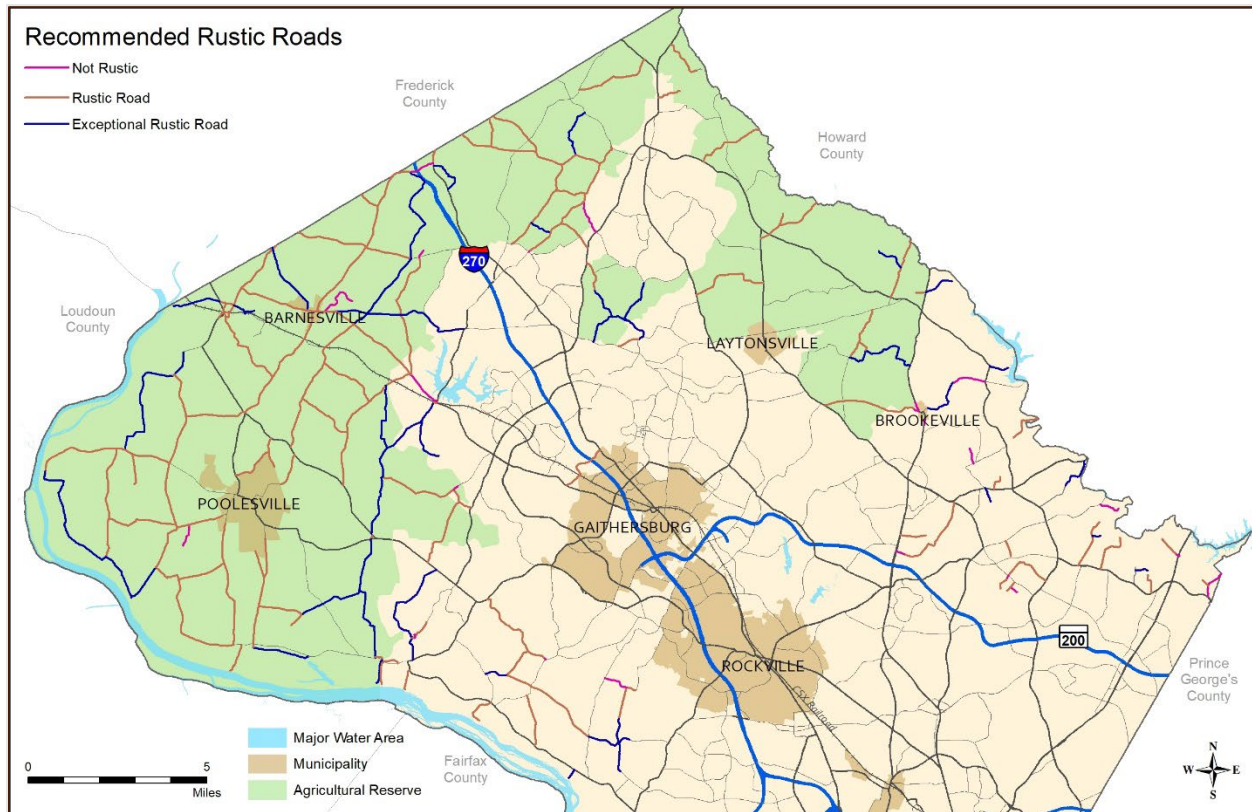 Recommended Rustic Roads
Not Rustic
Rustic Road
Exceptional Rustic Road
Frederick
County
Howard
County
270
Loudoun
County
BARNESVILLE
LAYTONSVILLE
BROOKEVILLE
POOLESVILLE
GAITHERSBURG
200
ROCKVILLE
Prince
George's
County
CSX Railroad
Major Water Area
Municipality
Agricultural Reserve
Fairfax
County
0 5
Miles
N
W E
S